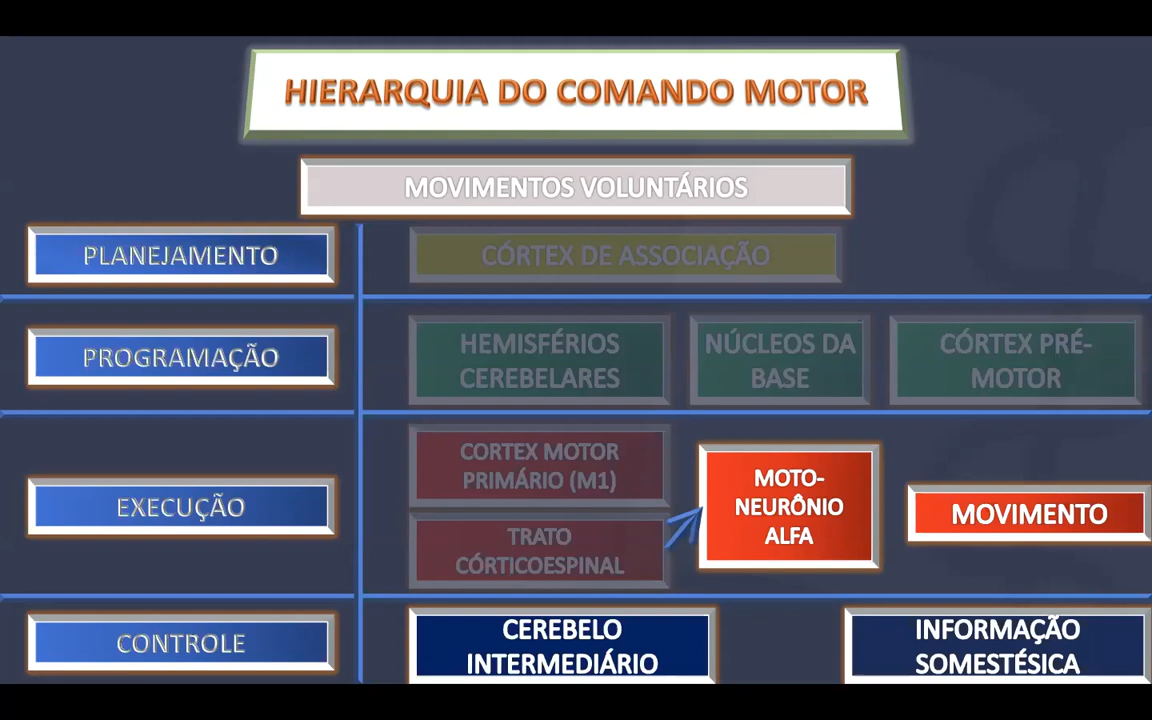 HIERARQUIA DO COMANDO MOTOR
MOVIMENTOS VOLUNTÁRIOS
PLANEJAMENTO
CÓRTEX DE ASSOCIAÇÃO
PROGRAMAÇÃO
HEMISFÉRIOS
CEREBELARES
NÚCLEOS DA
BASE
CÓRTEX PRÉ-
MOTOR
EXECUÇÃO
CORTEX MOTOR
PRIMÁRIO (M1)
TRATO
CÓRTICOESPINAL
MOTO-
NEURÔNIO
ALFA
MOVIMENTO
CONTROLE
CEREBELO
INTERMEDIÁRIO
INFORMAÇÃO
SOMESTÉSICA